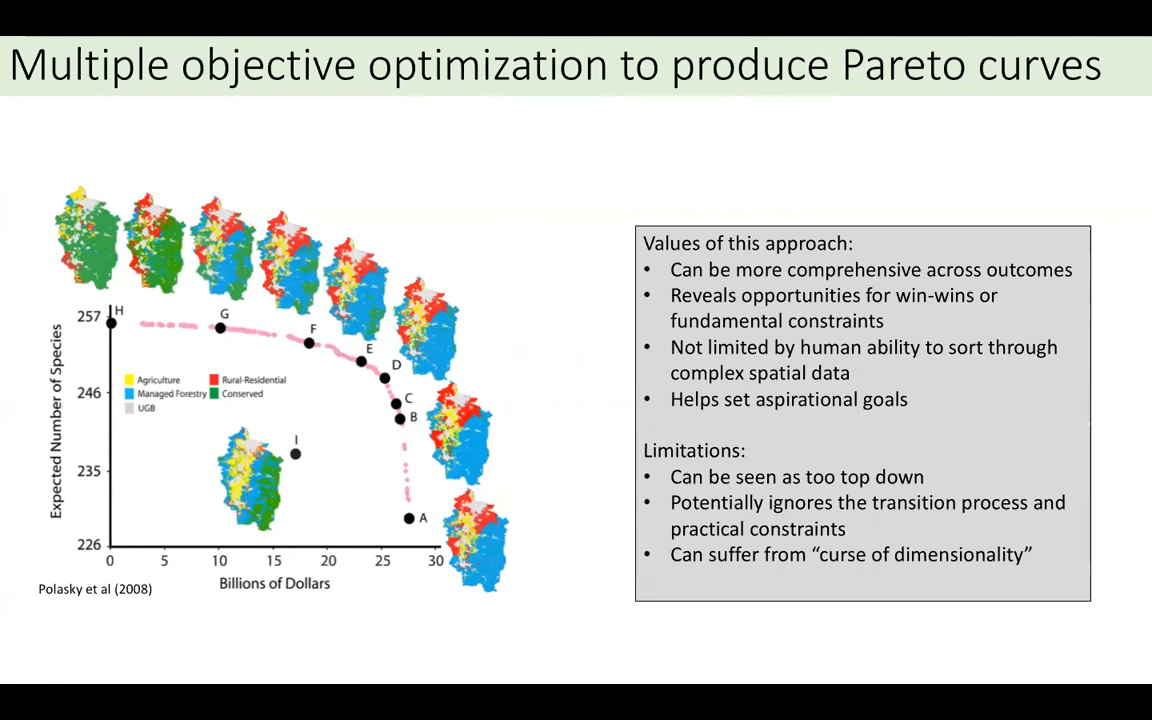 Multiple objective optimization to produce Pareto curves
Values of this approach:
• Can be more comprehensive across outcomes
• Reveals opportunities for win-wins or
fundamental constraints
• Not limited by human ability to sort through
complex spatial data
• Helps set aspirational goals
Limitations:
• Can be seen as too top down
• Potentially ignores the transition process and
practical constraints
• Can suffer from “curse of dimensionality”
Expected Number of Species
257
246
235
226
H
G
F
E
D
C
B
I
A
Agriculture
Rural-Residential
Managed Forestry
Conserved
UGB
0 5 10 15 20 25 30
Billions of Dollars
Polasky et al (2008)